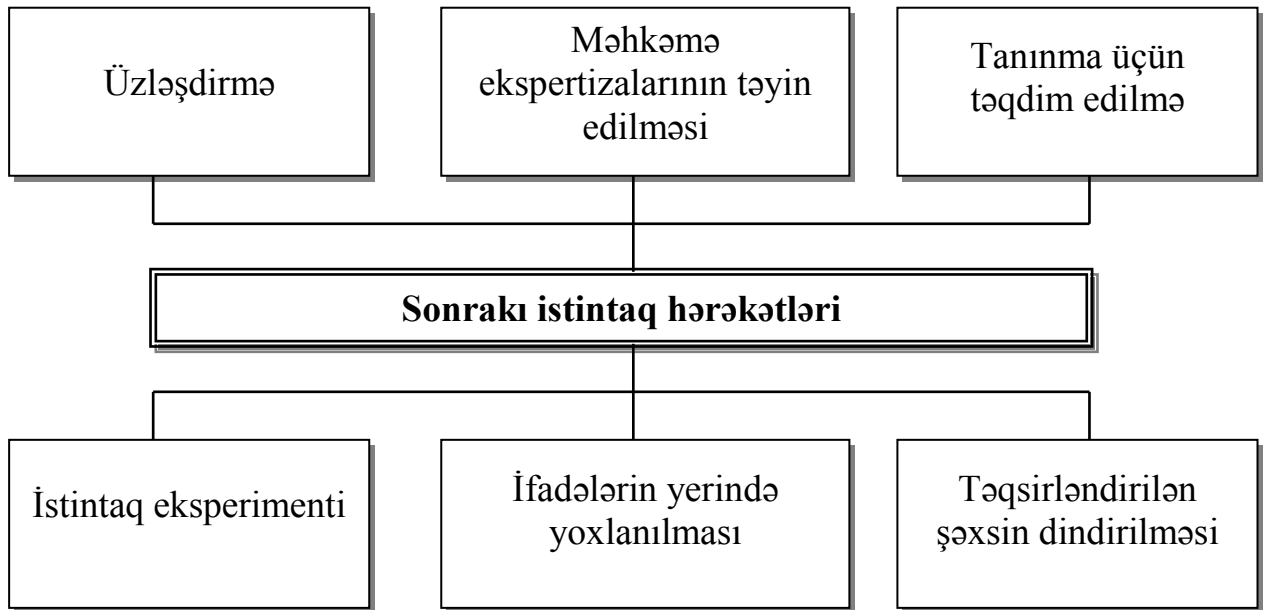 Üzləşdirmə
Məhkəmə
ekspertizalarının təyin
edilməsi
Tanınma üçün
təqdim edilmə
Sonrakı istintaq hərəkətləri
İstintaq eksperimenti
İfadələrin yerində
yoxlanılması
Təqsirləndirilən
şəxsin dindirilməsi